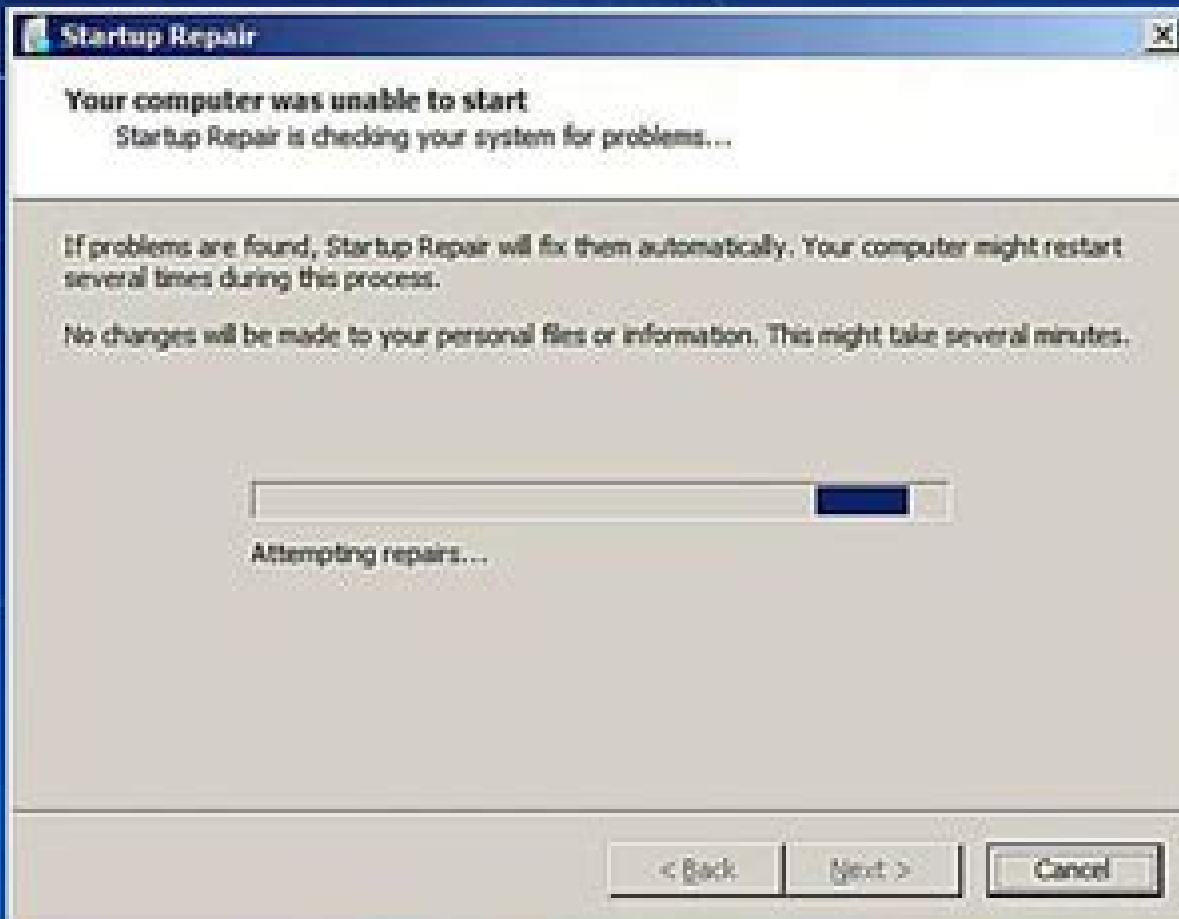 Startup Repair
Your computer was unable to start
Startup Repair is checking your system for problems...
If problems are found, Startup Repair will fix them automatically. Your computer might restart
several times during this process.
No changes will be made to your personal files or information. This might take several minutes.
Attempting repairs...
< Back
Next >
Cancel